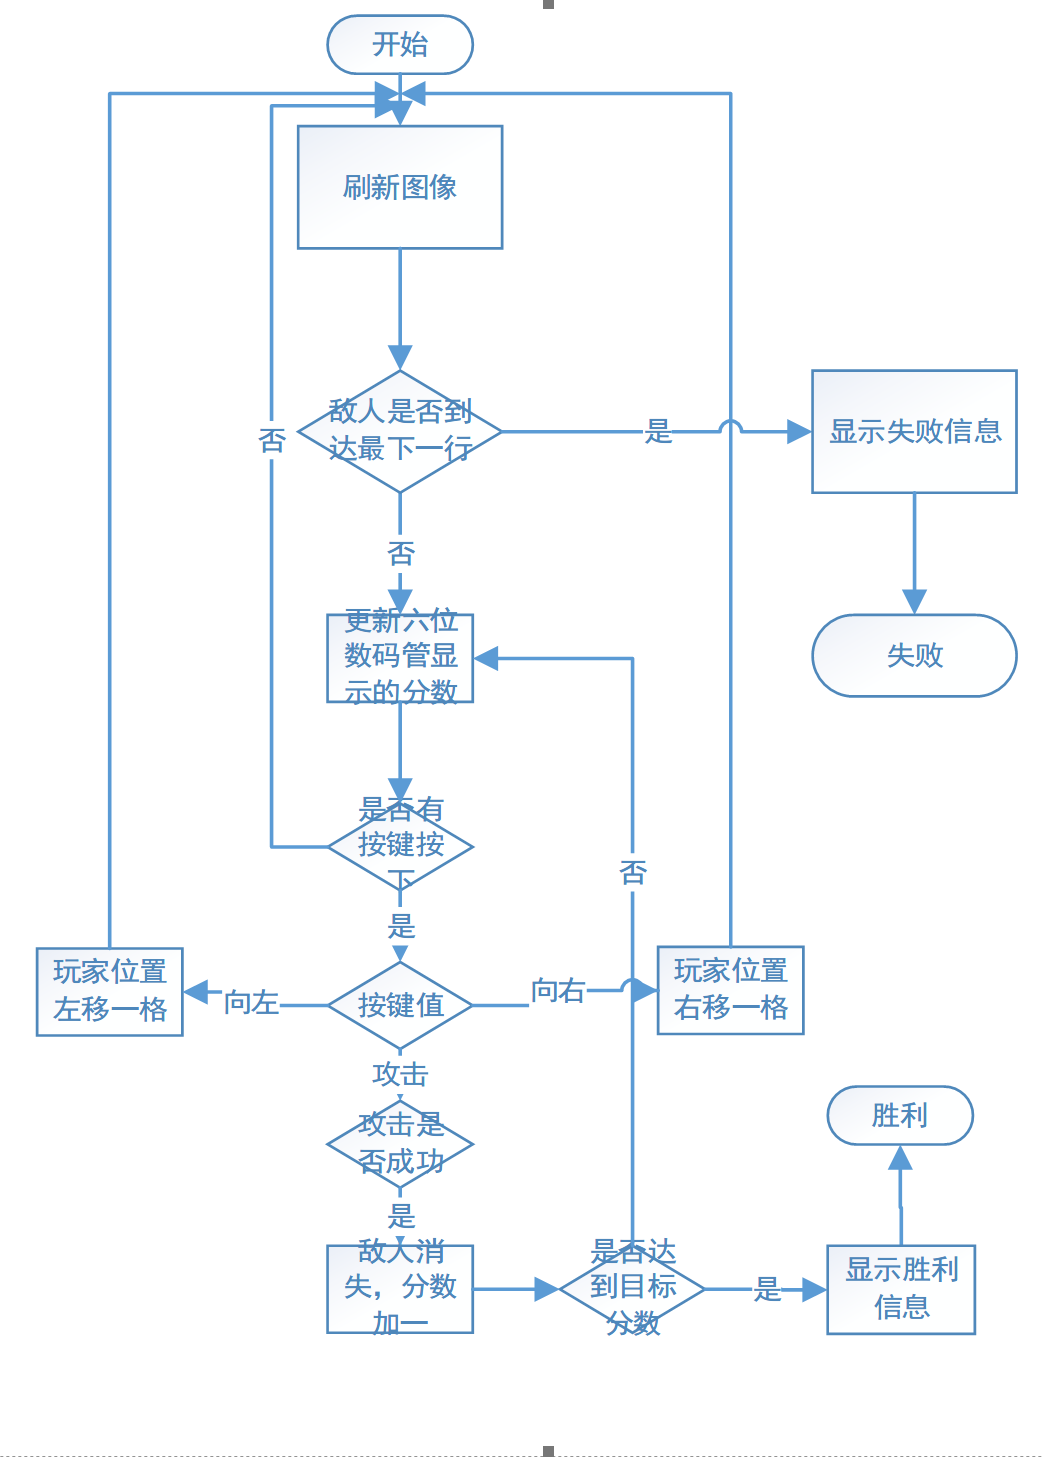 开始
刷新图像
敌人是否到
达最下一行
是
显示失败信息
否
否
失败
更新六位
数码管显
示的分数
是否有
按键按
下
否
是
玩家位置
左移一格
向左
按键值
向右
玩家位置
右移一格
攻击
攻击是
否成功
胜利
是
敌人消
失，分数
加一
是否达
到目标
分数
是
显示胜利
信息